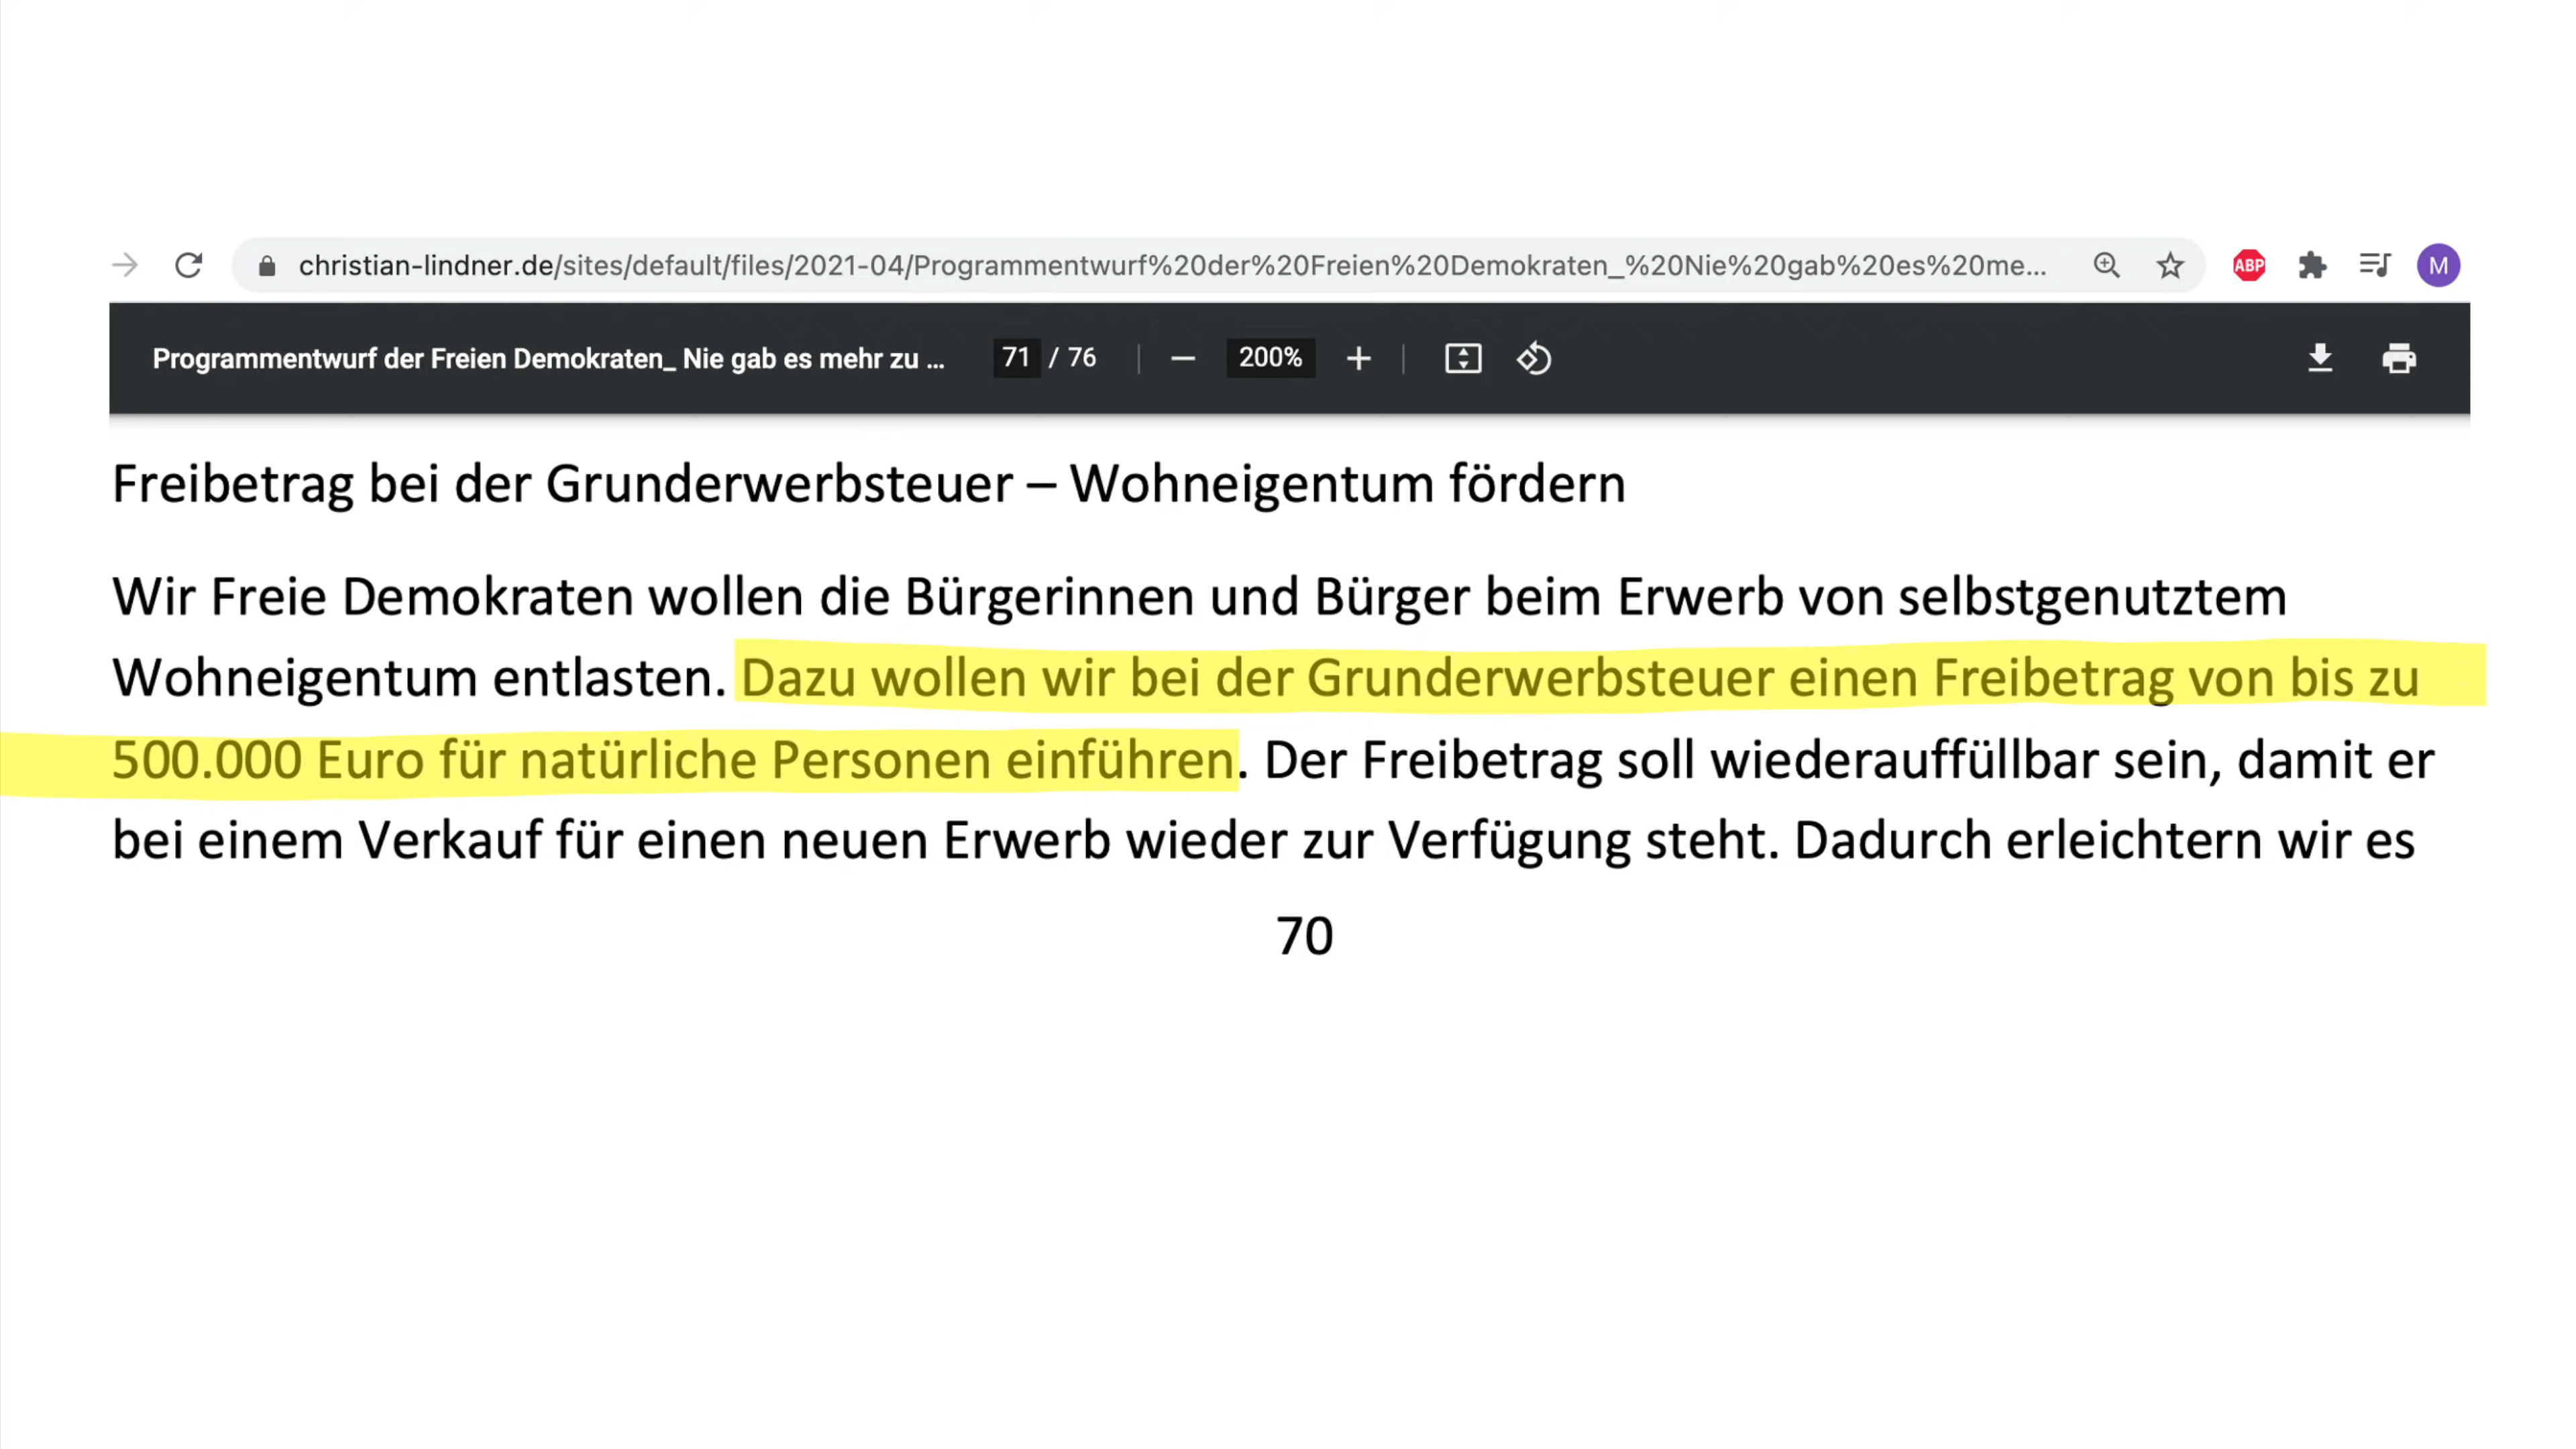 christian-lindner.de/sites/default/files/2021-04/Programmentwurf%20der%20Freien%20Demokraten_%20Nie%20gab%20es%20me...
ABP
M
Programmentwurf der Freien Demokraten_ Nie gab es mehr zu ...
71 / 76
200%
Freibetrag bei der Grunderwerbsteuer – Wohneigentum fördern
Wir Freie Demokraten wollen die Bürgerinnen und Bürger beim Erwerb von selbstgenutztem
Wohneigentum entlasten. Dazu wollen wir bei der Grunderwerbsteuer einen Freibetrag von bis zu
500.000 Euro für natürliche Personen einführen. Der Freibetrag soll wiederauffüllbar sein, damit er
bei einem Verkauf für einen neuen Erwerb wieder zur Verfügung steht. Dadurch erleichtern wir es
70